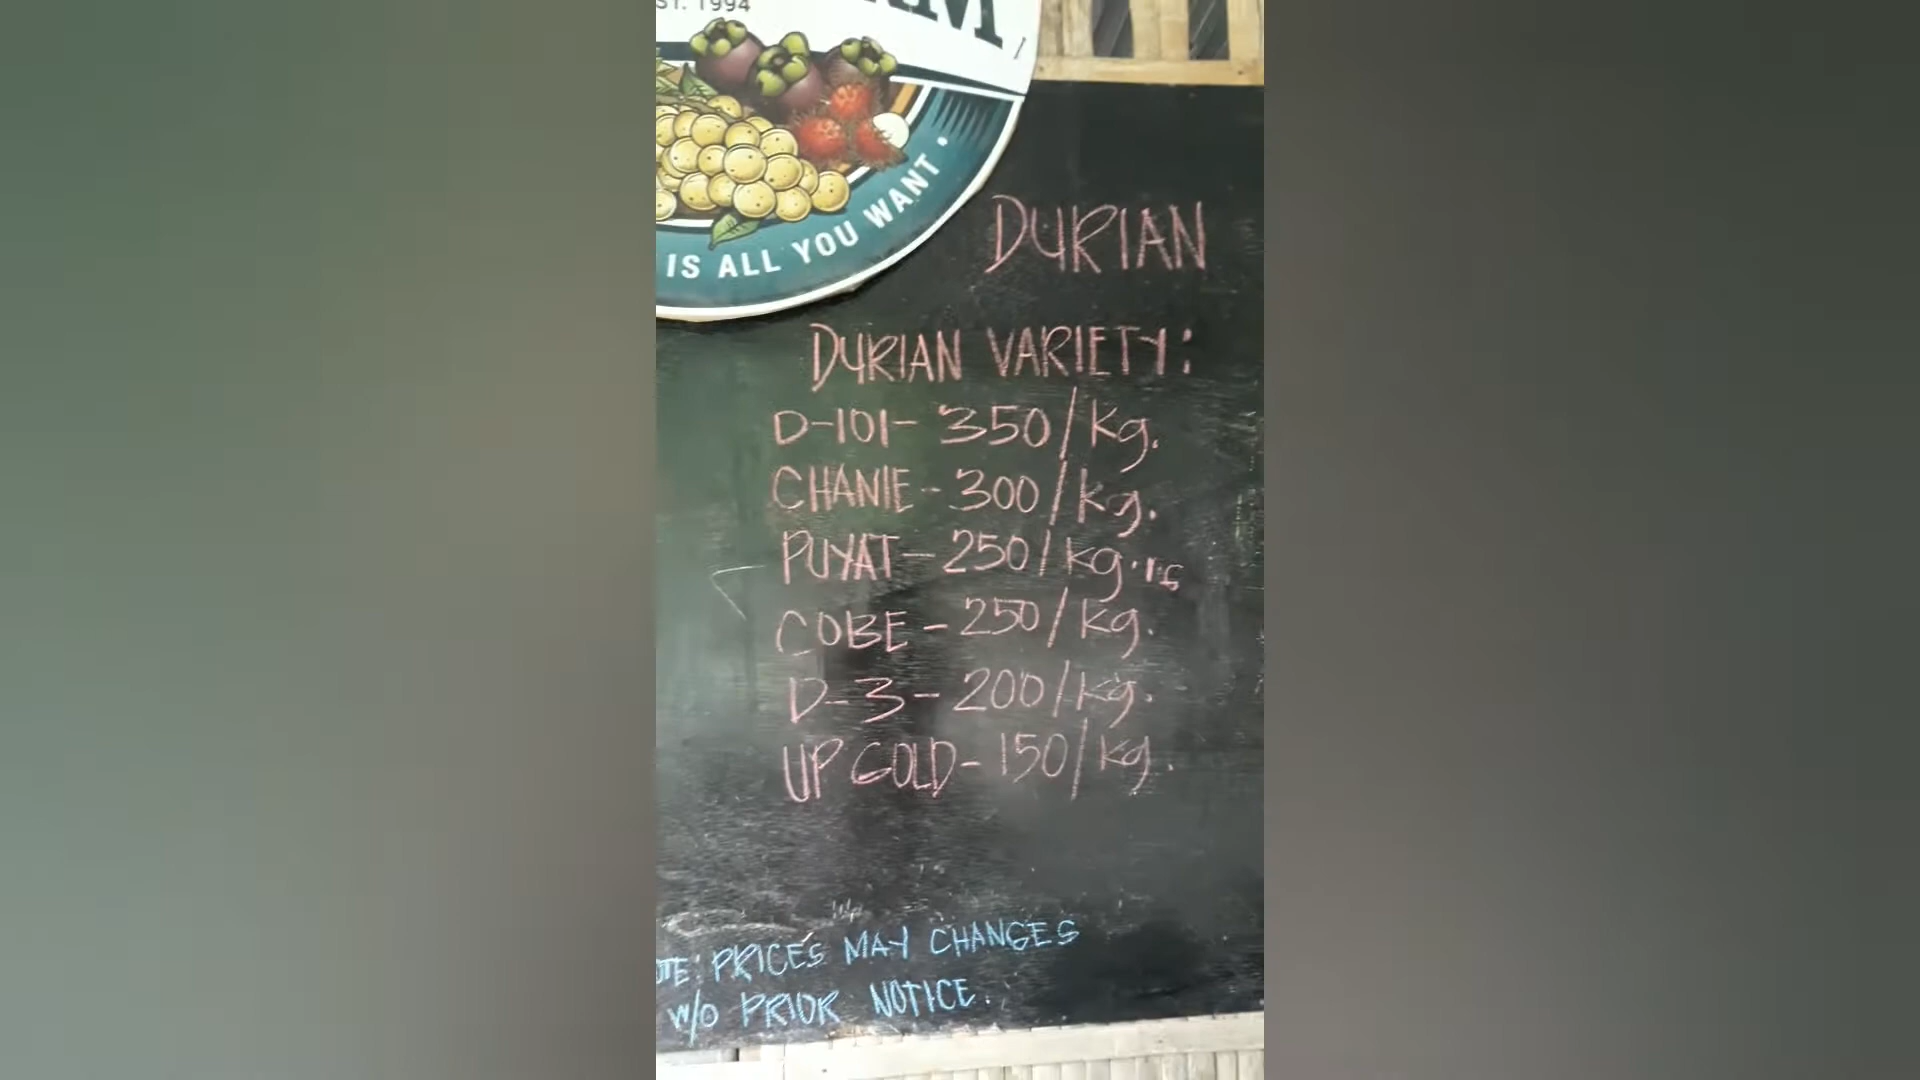 ST. 1994
IS ALL YOU WANT •
DURIAN
DURIAN VARIETY:
D-101- 350/kg.
CHANIE- 300/kg.
PUYAT- 250/kg.
COBE - 250/kg.
D-3- 200/kg.
UP GOLD- 150/kg.
OTE: PRICES MAY CHANGES
W/O PRIOR NOTICE.